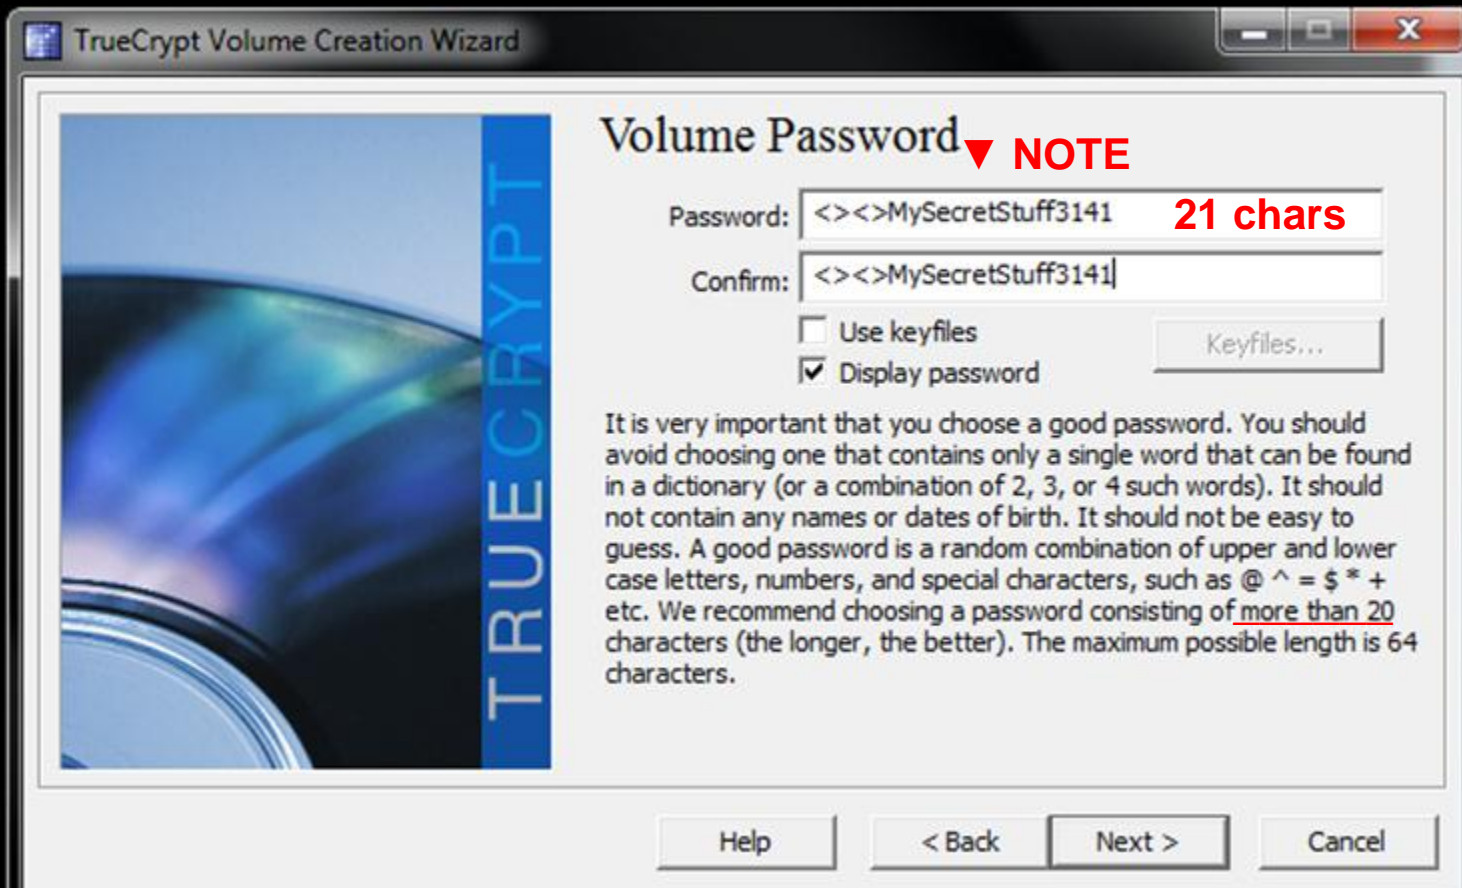 TrueCrypt Volume Creation Wizard
TRUECRYPT
Volume Password
▼ NOTE
Password: <><>MySecretStuff3141 21 chars
Confirm: <><>MySecretStuff3141
Use keyfiles
Keyfiles...
Display password
It is very important that you choose a good password. You should
avoid choosing one that contains only a single word that can be found
in a dictionary (or a combination of 2, 3, or 4 such words). It should
not contain any names or dates of birth. It should not be easy to
guess. A good password is a random combination of upper and lower
case letters, numbers, and special characters, such as @ ^ = $ * +
etc. We recommend choosing a password consisting of more than 20
characters (the longer, the better). The maximum possible length is 64
characters.
Help < Back Next > Cancel